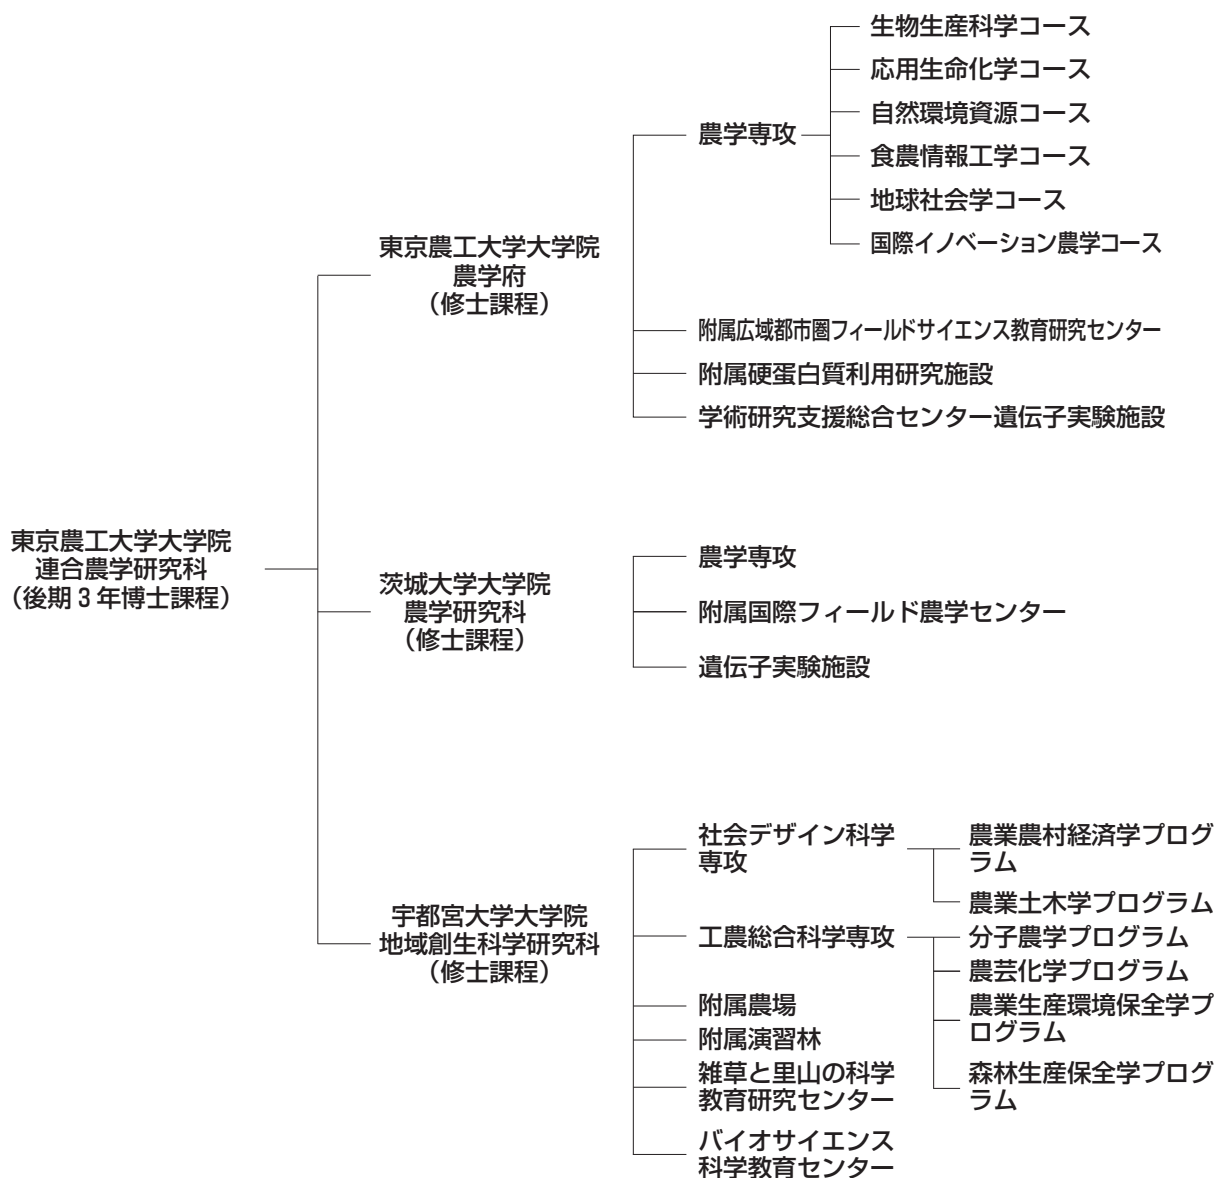 東京農工大学大学院
連合農学研究科
（後期3年博士課程）
東京農工大学大学院
農学府
（修士課程）
農学専攻
生物生産科学コース
応用生命化学コース
自然環境資源コース
食農情報工学コース
地球社会学コース
国際イノベーション農学コース
附属広域都市圏フィールドサイエンス教育研究センター
附属硬蛋白質利用研究施設
学術研究支援総合センター遺伝子実験施設
茨城大学大学院
農学研究科
（修士課程）
農学専攻
附属国際フィールド農学センター
遺伝子実験施設
宇都宮大学大学院
地域創生科学研究科
（修士課程）
社会デザイン科学
専攻
農業農村経済学プログ
ラム
農業土木学プログラム
工農総合科学専攻
分子農学プログラム
農芸化学プログラム
農業生産環境保全学プ
ログラム
森林生産保全学プログ
ラム
附属農場
附属演習林
雑草と里山の科学
教育研究センター
バイオサイエンス
科学教育センター